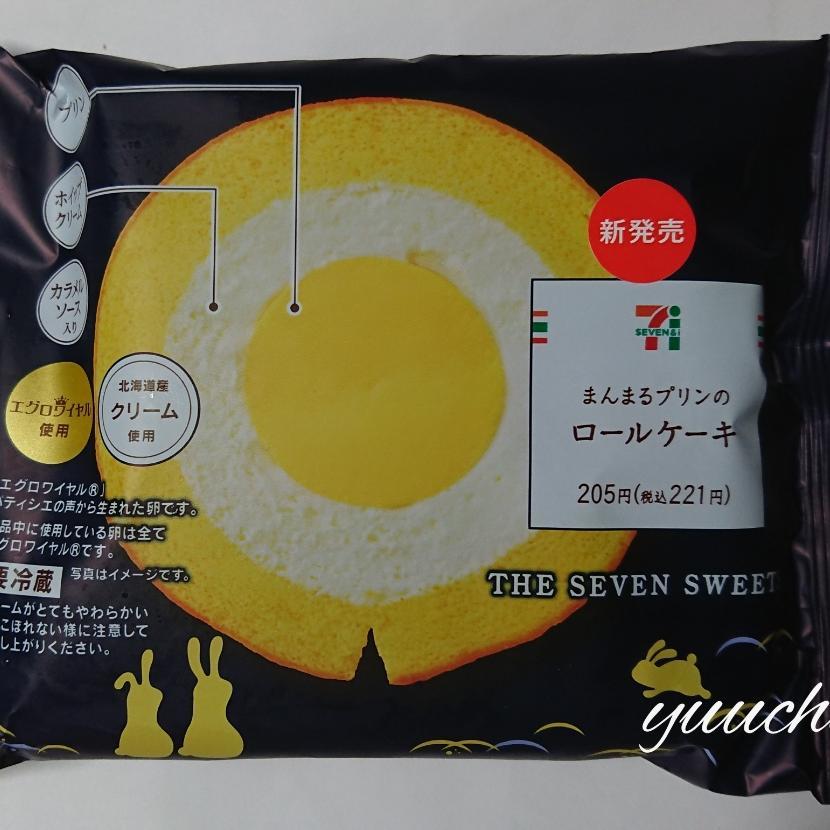 プリン
ホイップ
クリーム
カラメル
ソース
入り
エグロワイヤル
使用
北海道産
クリーム
使用
エグロワイヤル®」
パティシエの声から生まれた卵です。
品中に使用している卵は全て
グロワイヤル®です。
要冷蔵 写真はイメージです。
ームがとてもやわらかい
こぼれない様に注意して
し上がりください。
新発売
SEVEN&i
まんまるプリンの
ロールケーキ
205円(税込221円)
THE SEVEN SWEET
yuuch